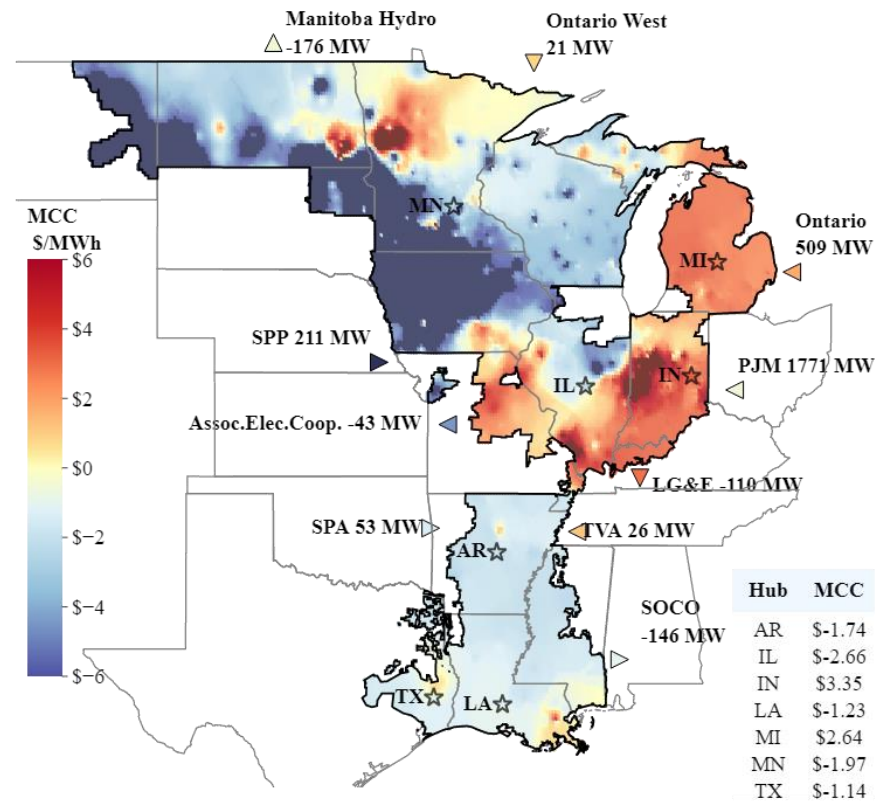 Manitoba Hydro
-176 MW
Ontario West
21 MW
MN
Ontario
509 MW
MI
MCC
$/MWh
$6
$4
$2
$0
$−2
$−4
$−6
SPP 211 MW
PJM 1771 MW
IN
IL
Assoc.Elec.Coop. -43 MW
LG&E -110 MW
SPA 53 MW
TVA 26 MW
AR
SOCO
-146 MW
TX
LA
Hub MCC
AR $-1.74
IL $-2.66
IN $3.35
LA $-1.23
MI $2.64
MN $-1.97
TX $-1.14